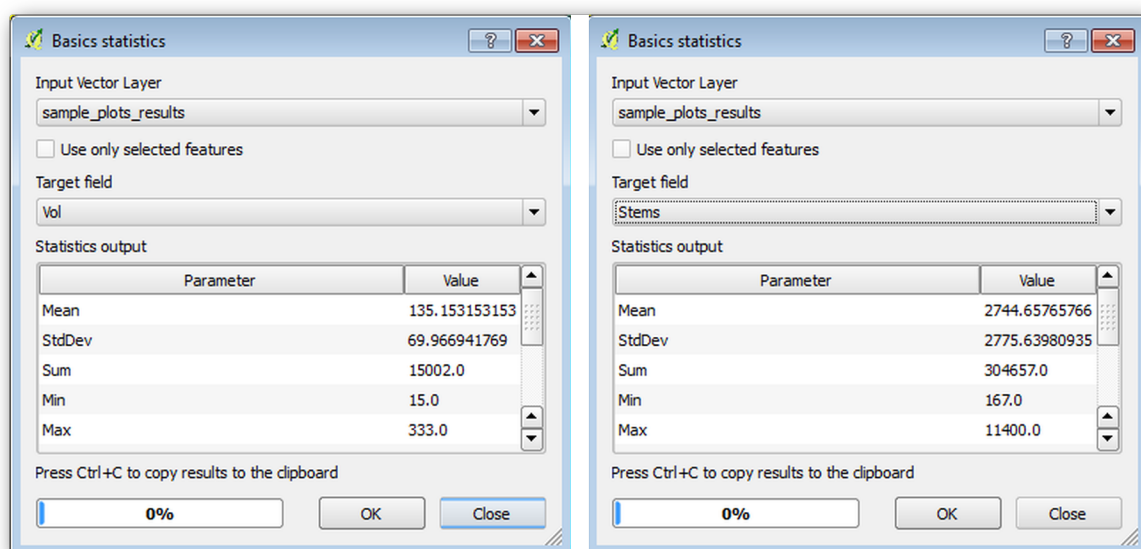 Basics statistics
Input Vector Layer
sample_plots_results
Use only selected features
Target field
Vol
Statistics output
Parameter Value
Mean 135.153153153
StdDev 69.966941769
Sum 15002.0
Min 15.0
Max 333.0
Press Ctrl+C to copy results to the clipboard
0% OK Close
Basics statistics
Input Vector Layer
sample_plots_results
Use only selected features
Target field
Stems
Statistics output
Parameter Value
Mean 2744.65765766
StdDev 2775.63980935
Sum 304657.0
Min 167.0
Max 11400.0
Press Ctrl+C to copy results to the clipboard
0% OK Close